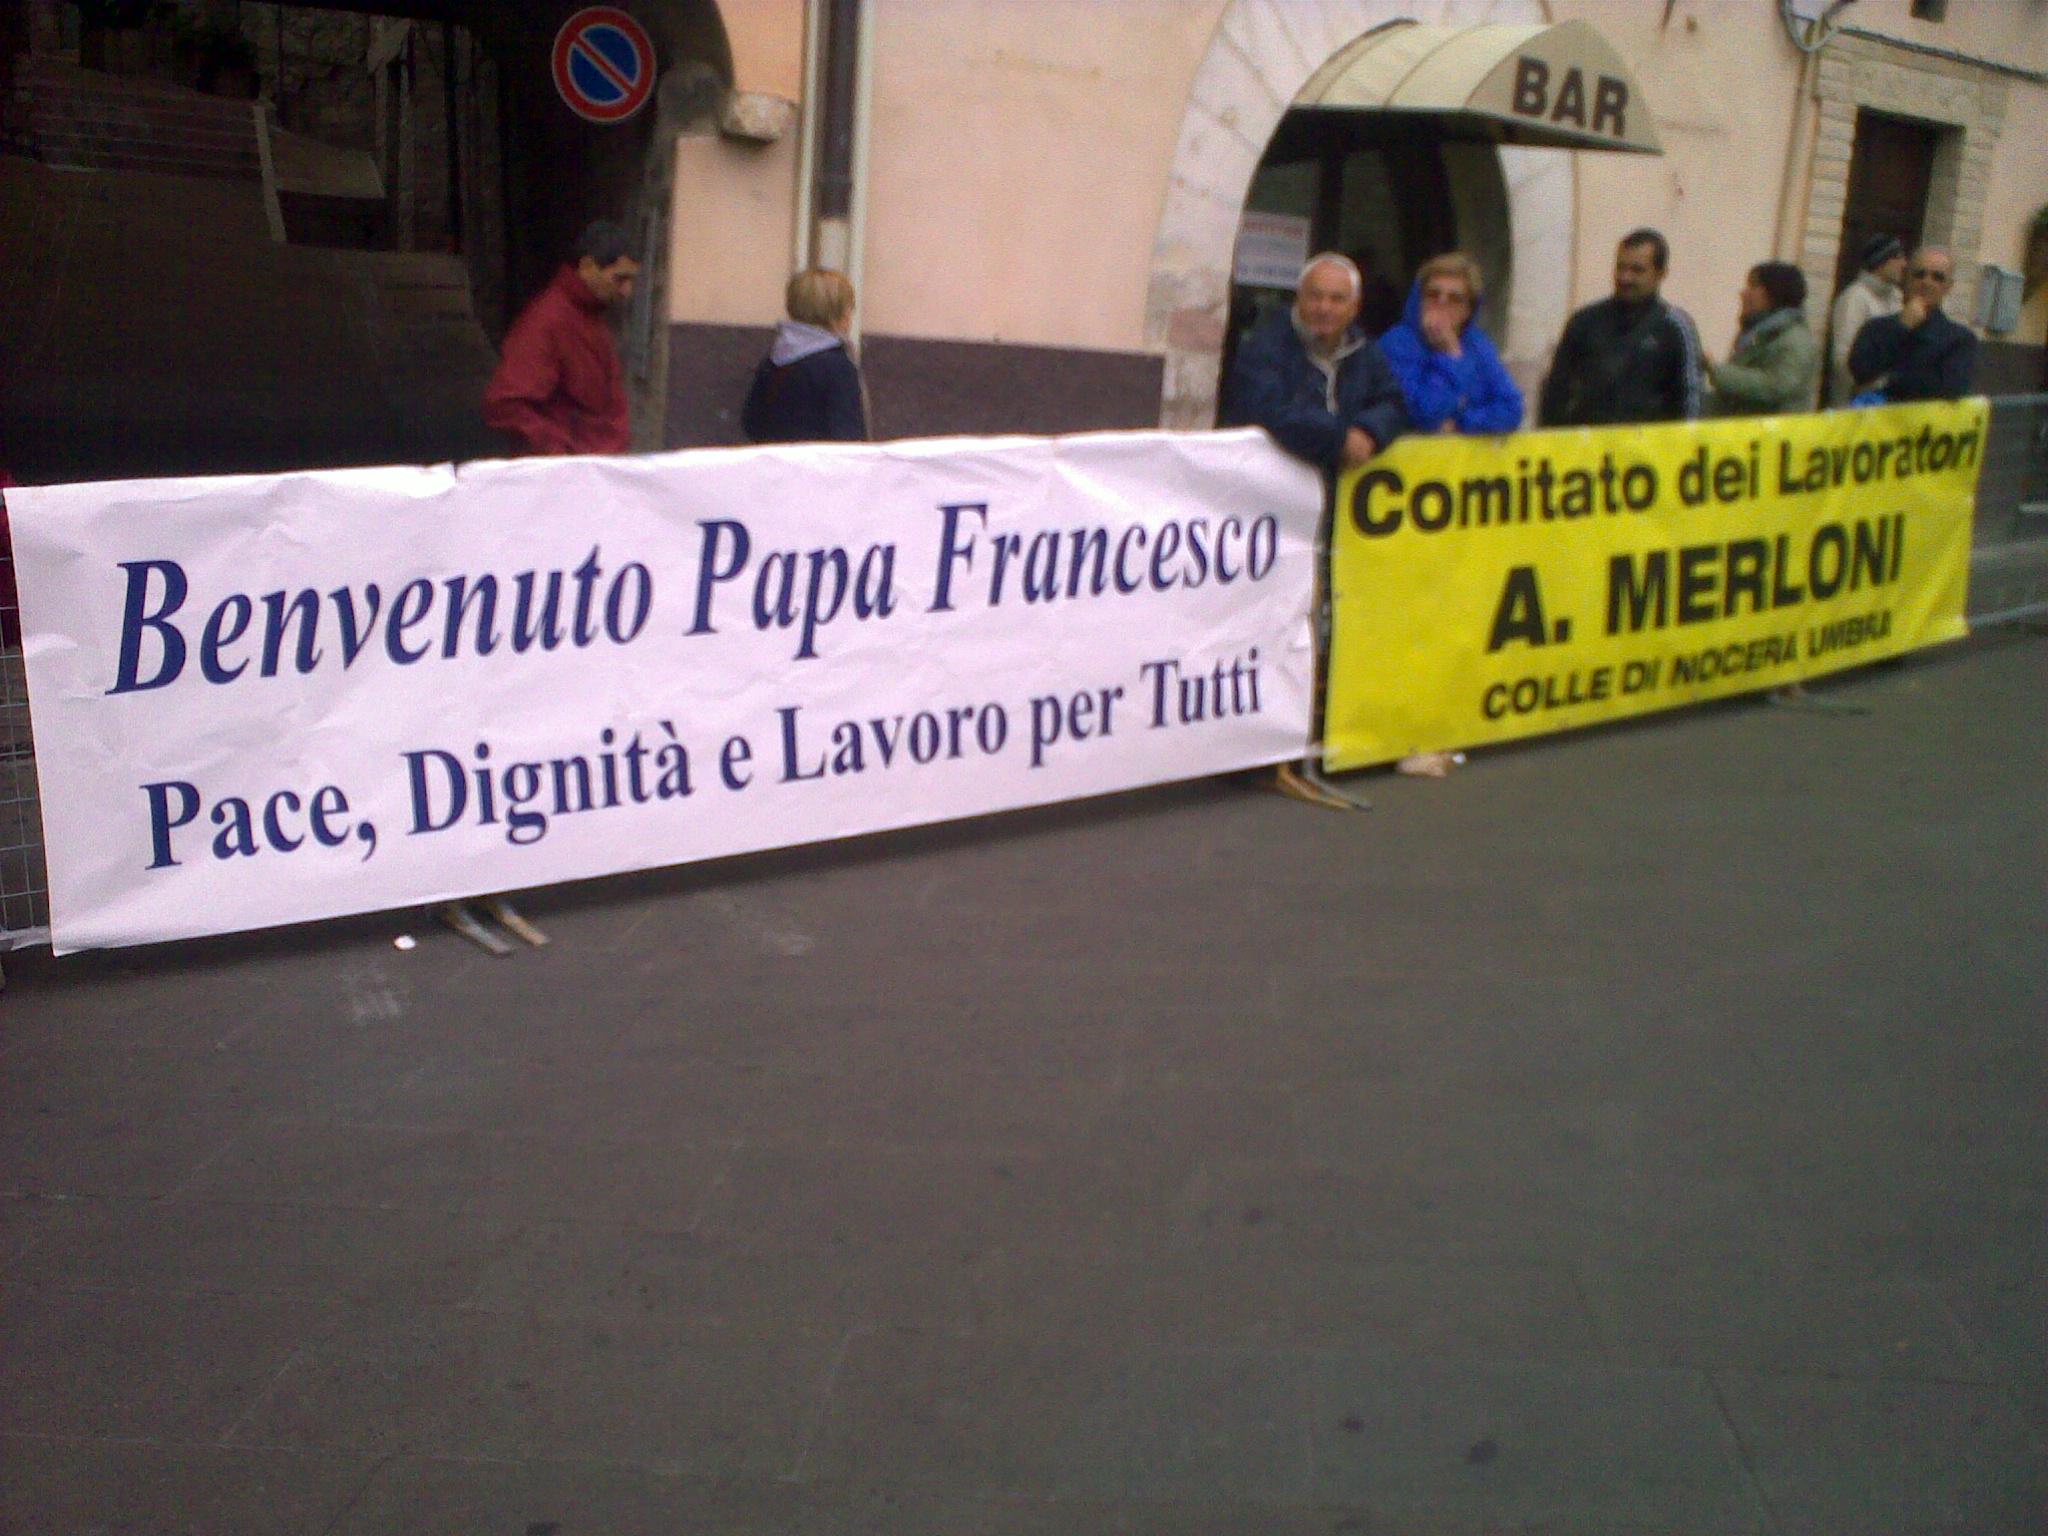 BAR
Benvenuto Papa Francesco
Pace, Dignità e Lavoro per Tutti
Comitato dei Lavoratori
A. MERLONI
COLLE DI NOCERA UMBRA